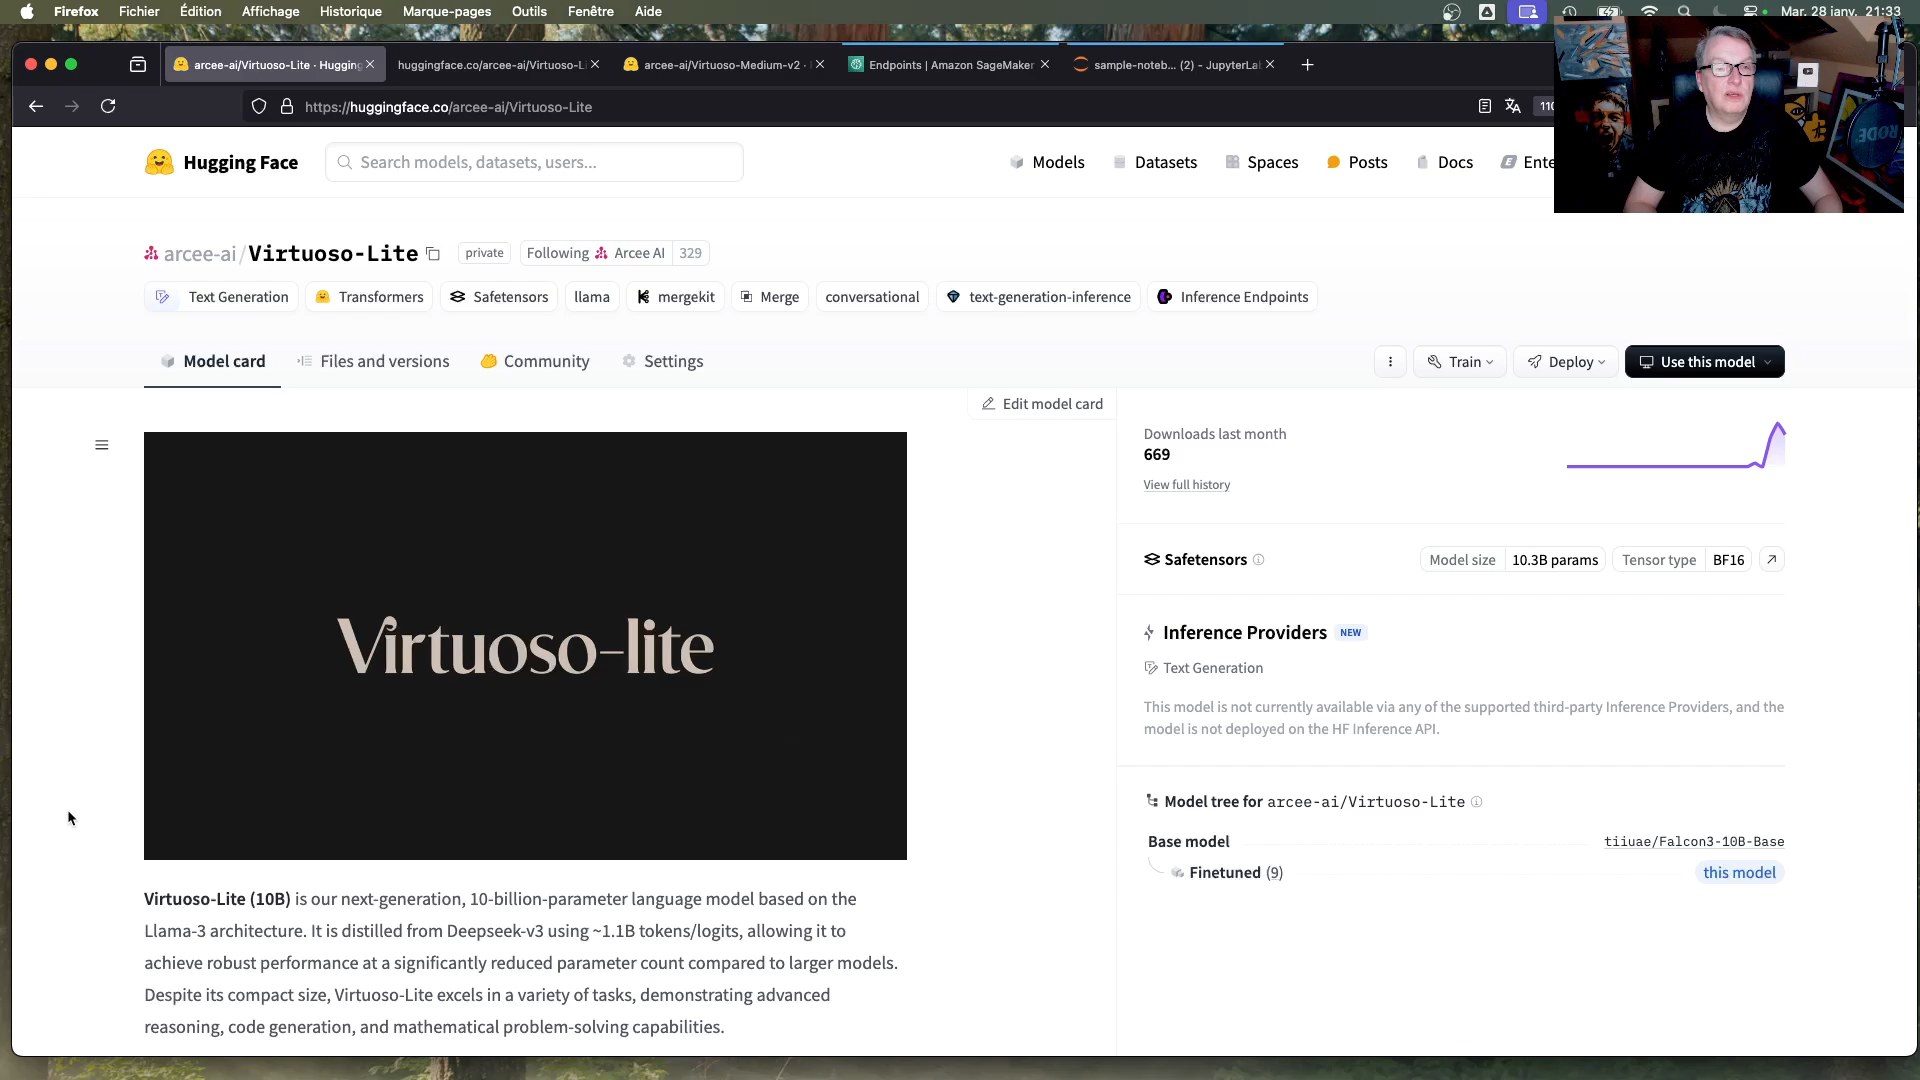 Firefox Fichier Édition Affichage Historique Marque-pages Outils Fenêtre Aide
Mar. 28 janv. 21:33
arcee-ai/Virtuoso-Lite · Hugging
huggingface.co/arcee-ai/Virtuoso-Li
arcee-ai/Virtuoso-Medium-v2 ·
Endpoints | Amazon SageMaker
sample-noteb... (2) - JupyterLab
https://huggingface.co/arcee-ai/Virtuoso-Lite
110
RØDE
Hugging Face
Search models, datasets, users...
Models Datasets Spaces Posts Docs Ente
arcee-ai/Virtuoso-Lite private Following Arcee AI 329
Text Generation Transformers Safetensors llama mergekit Merge conversational text-generation-inference Inference Endpoints
Model card Files and versions Community Settings
Train Deploy Use this model
Edit model card
Virtuoso-lite
Virtuoso-Lite (10B) is our next-generation, 10-billion-parameter language model based on the
Llama-3 architecture. It is distilled from Deepseek-v3 using ~1.1B tokens/logits, allowing it to
achieve robust performance at a significantly reduced parameter count compared to larger models.
Despite its compact size, Virtuoso-Lite excels in a variety of tasks, demonstrating advanced
reasoning, code generation, and mathematical problem-solving capabilities.
Downloads last month
669
View full history
Safetensors Model size 10.3B params Tensor type BF16
Inference Providers NEW
Text Generation
This model is not currently available via any of the supported third-party Inference Providers, and the
model is not deployed on the HF Inference API.
Model tree for arcee-ai/Virtuoso-Lite
Base model tiiuae/Falcon3-10B-Base
Finetuned (9) this model